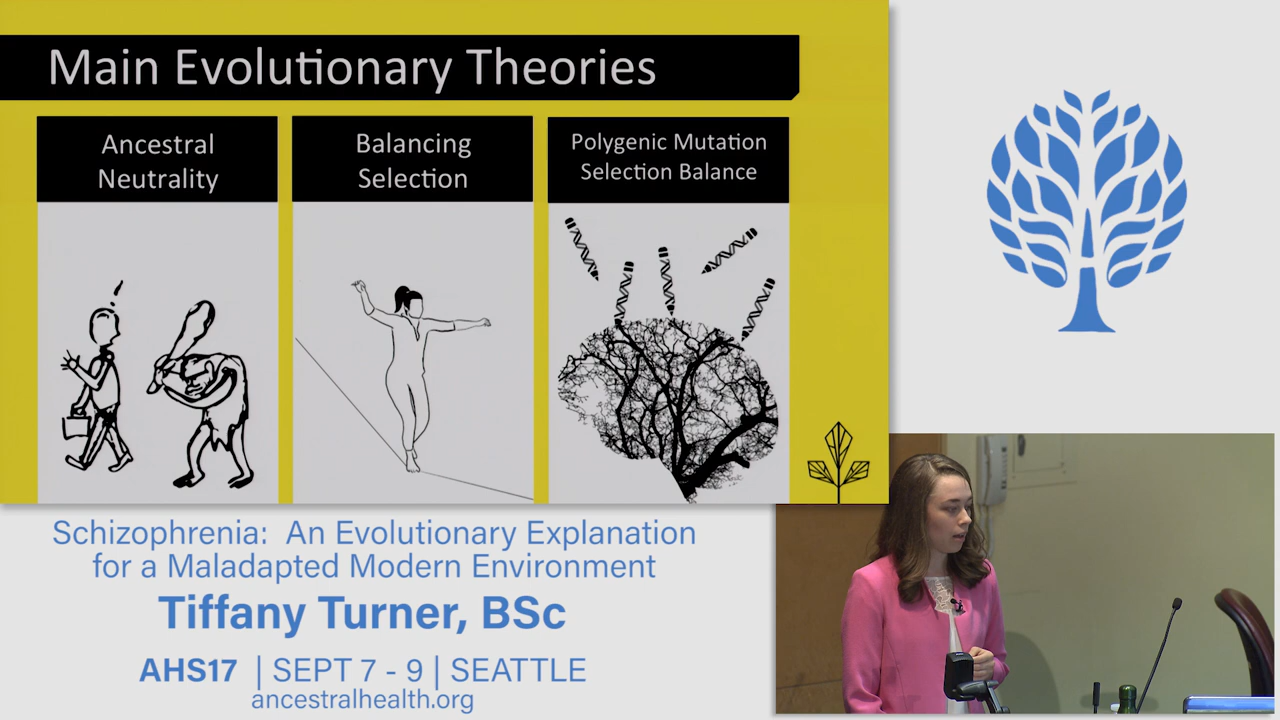 Main Evolutionary Theories
Ancestral
Neutrality
Balancing
Selection
Polygenic Mutation
Selection Balance
Schizophrenia: An Evolutionary Explanation
for a Maladapted Modern Environment
Tiffany Turner, BSc
AHS17 | SEPT 7 - 9 | SEATTLE
ancestralhealth.org